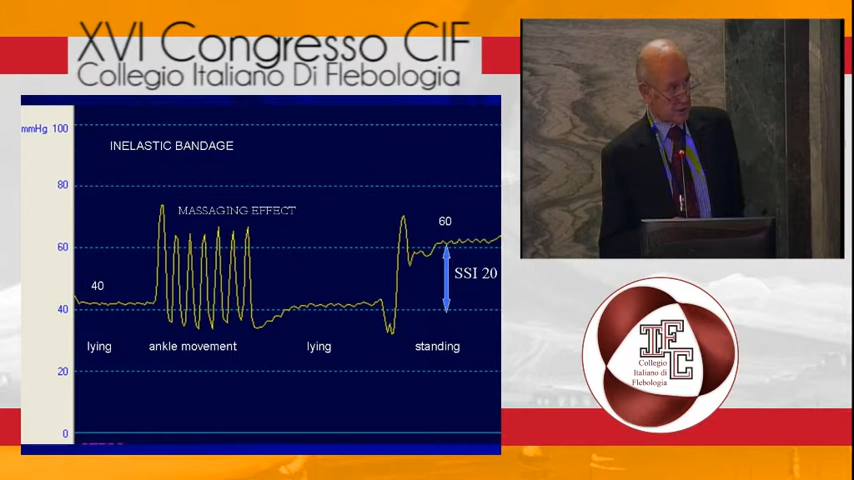 XVI Congresso CIF
Collegio Italiano Di Flebologia
mmHg 100
INELASTIC BANDAGE
80
MASSAGING EFFECT
60
60
SSI 20
40
40
lying
ankle movement
lying
standing
20
0
CIF
Collegio
Italiano di
Flebologia